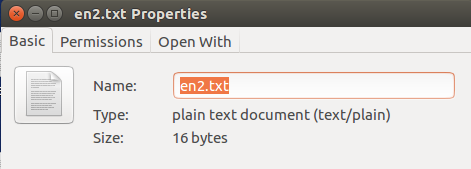 en2.txt Properties
Basic Permissions Open With
Name: en2.txt
Type: plain text document (text/plain)
Size: 16 bytes